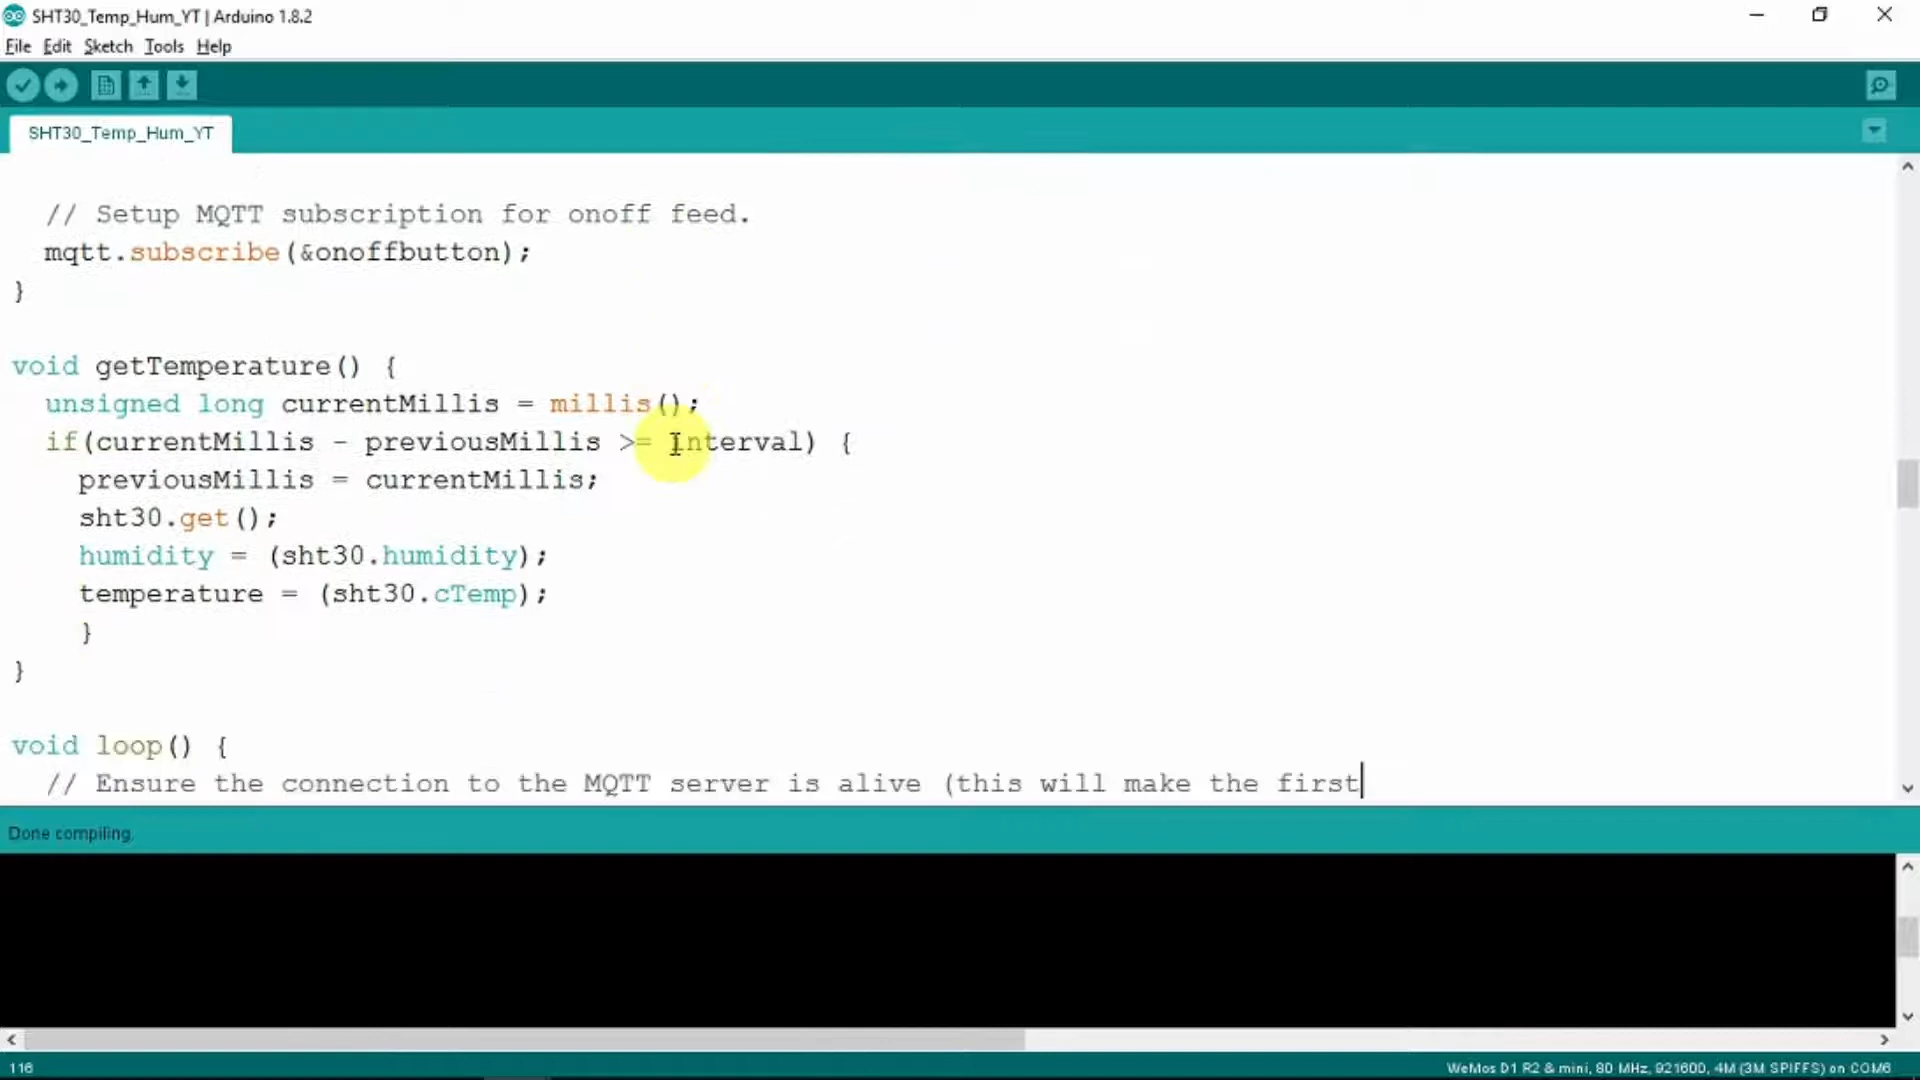 SHT30_Temp_Hum_YT | Arduino 1.8.2
File Edit Sketch Tools Help
SHT30_Temp_Hum_YT
// Setup MQTT subscription for onoff feed.
mqtt.subscribe(&onoffbutton);
}
void getTemperature() {
unsigned long currentMillis = millis();
if(currentMillis - previousMillis >= interval) {
previousMillis = currentMillis;
sht30.get();
humidity = (sht30.humidity);
temperature = (sht30.cTemp);
}
}
void loop() {
// Ensure the connection to the MQTT server is alive (this will make the first
Done compiling.
116
WeMos D1 R2 & mini, 80 MHz, 921600, 4M (3M SPIFFS) on COM6